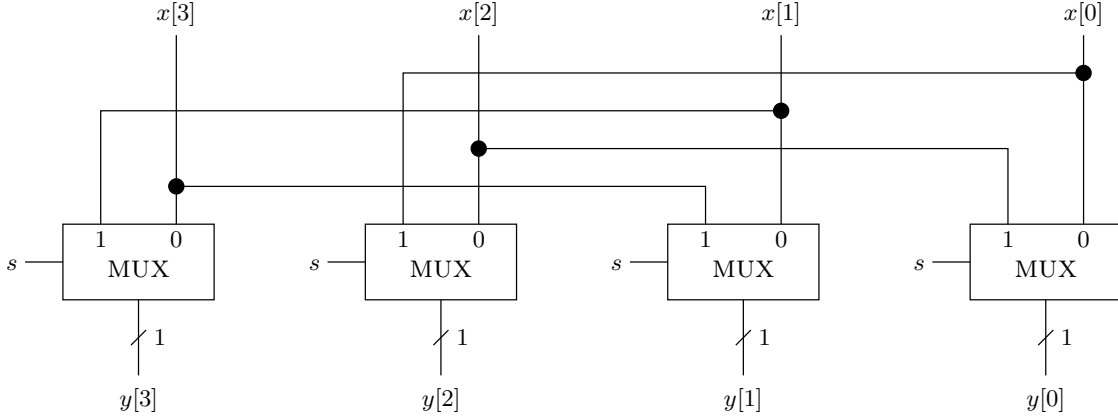 x[3] x[2] x[1] x[0]
1 0 1 0 1 0 1 0
s MUX s MUX s MUX s MUX
1 1 1 1
y[3] y[2] y[1] y[0]